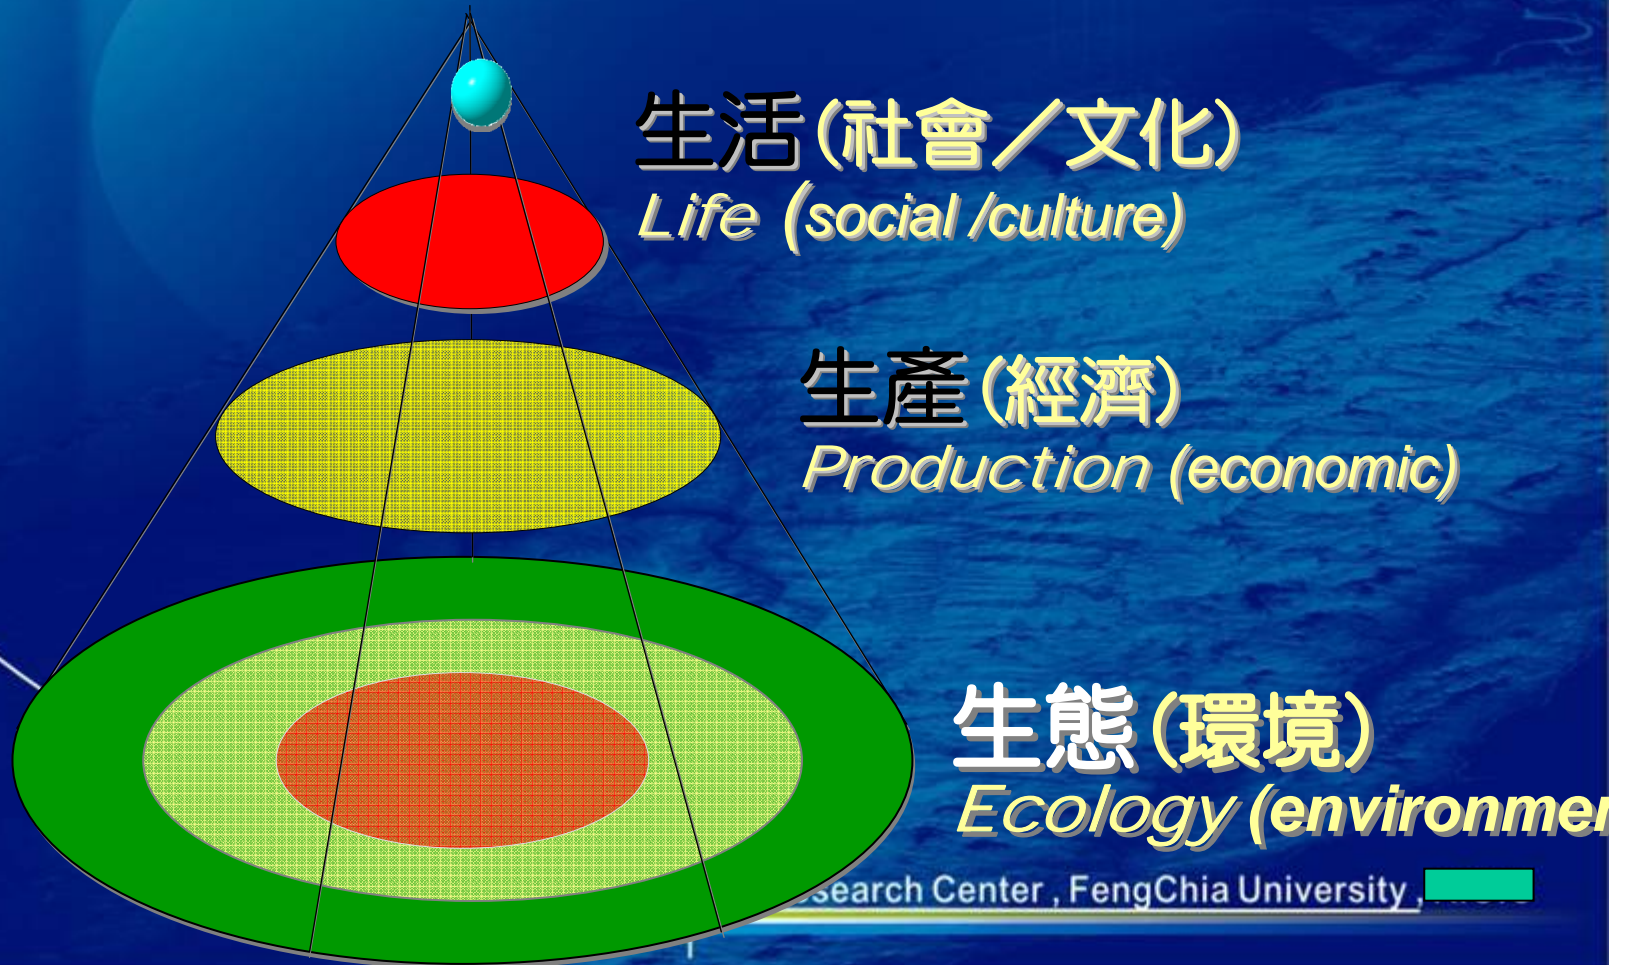 生活(社會／文化)
Life (social /culture)
生產(經濟)
Production (economic)
生態(環境)
Ecology (environmen
search Center , FengChia University ,